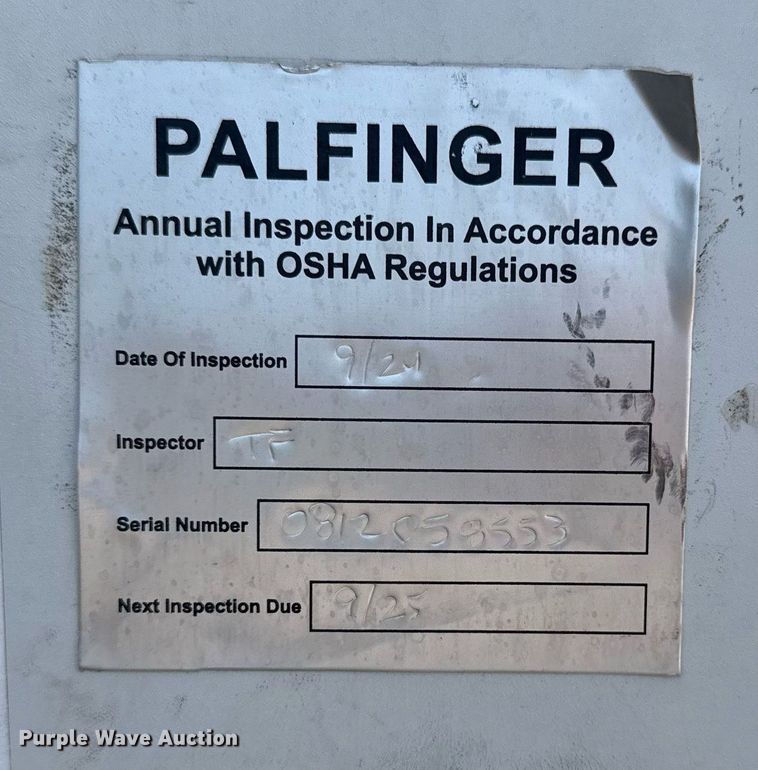 PALFINGER
Annual Inspection In Accordance
with OSHA Regulations
Date Of Inspection 9/24
Inspector TF
Serial Number
Next Inspection Due 9/25
Purple Wave Auction